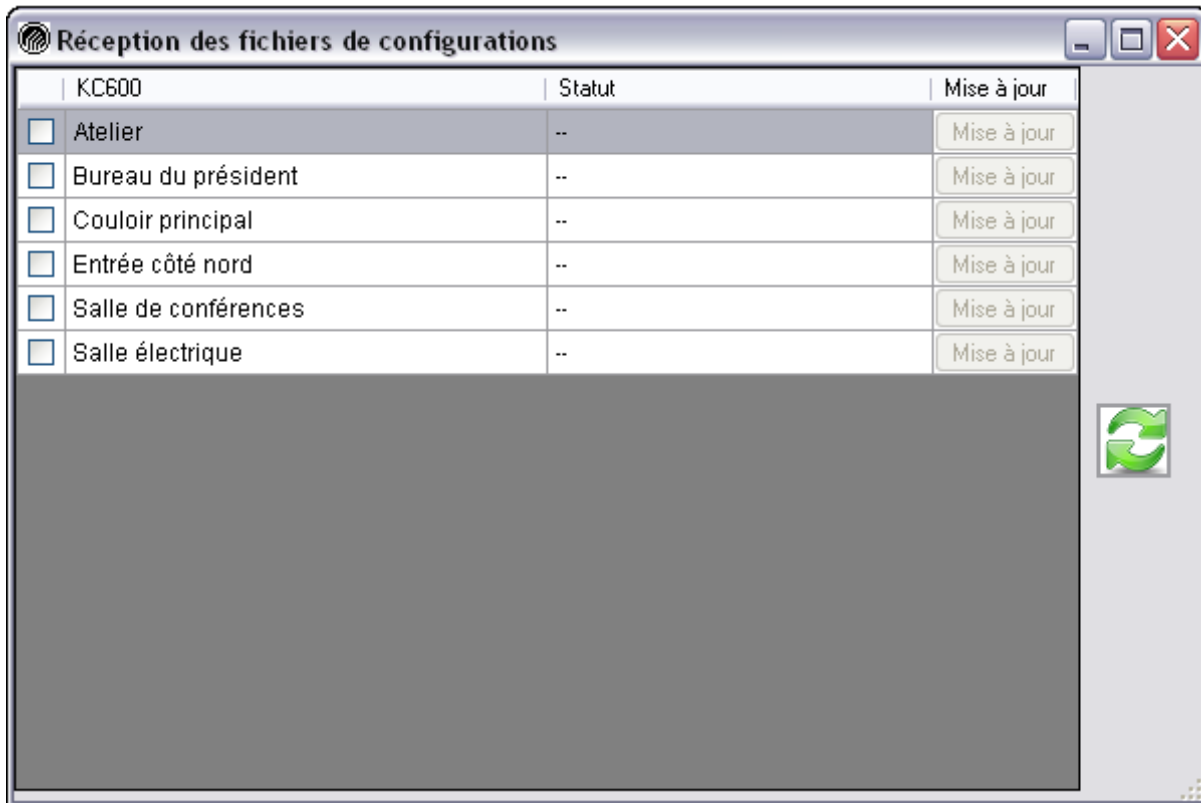 Réception des fichiers de configurations
KC600 Statut Mise à jour
Atelier -- Mise à jour
Bureau du président -- Mise à jour
Couloir principal -- Mise à jour
Entrée côté nord -- Mise à jour
Salle de conférences -- Mise à jour
Salle électrique -- Mise à jour